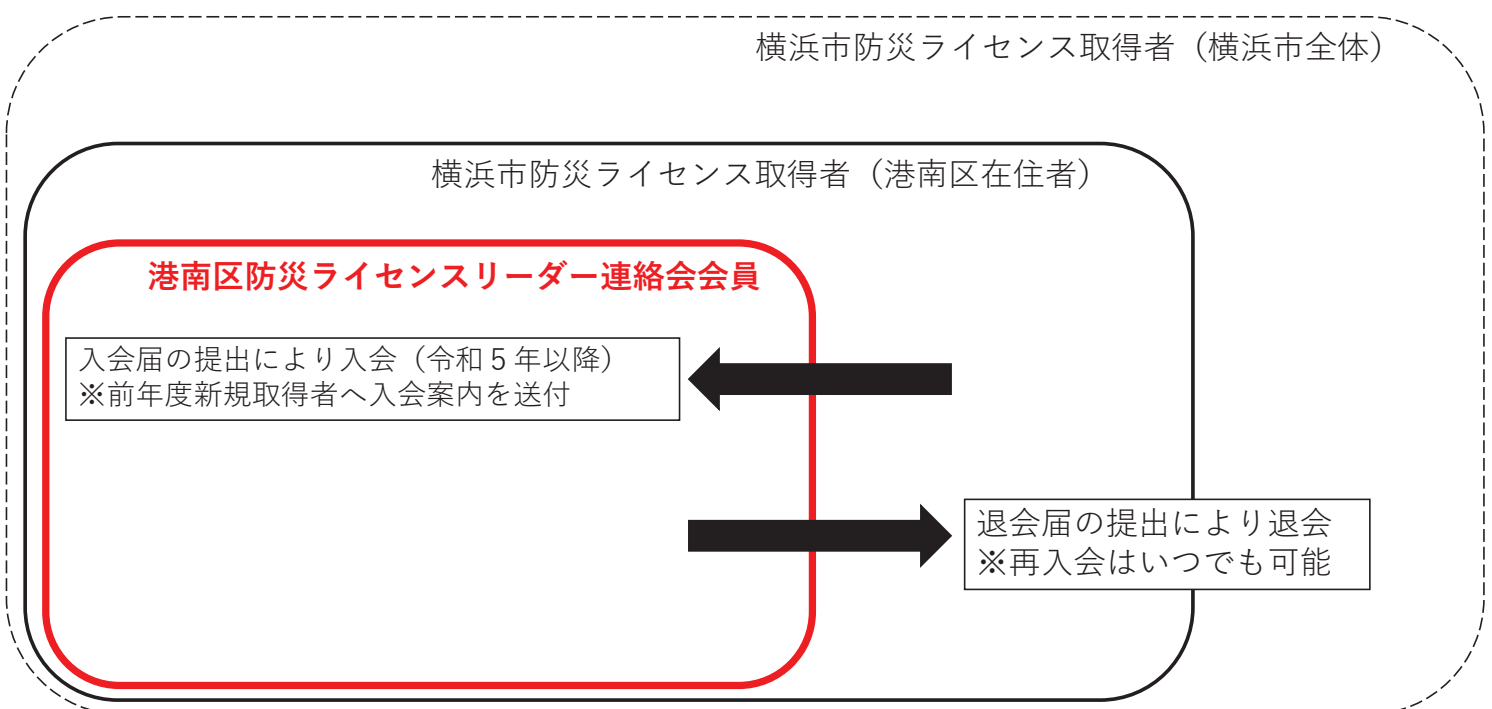 横浜市防災ライセンス取得者（横浜市全体）
横浜市防災ライセンス取得者（港南区在住者）
港南区防災ライセンスリーダー連絡会会員
入会届の提出により入会（令和５年以降）
※前年度新規取得者へ入会案内を送付
退会届の提出により退会
※再入会はいつでも可能